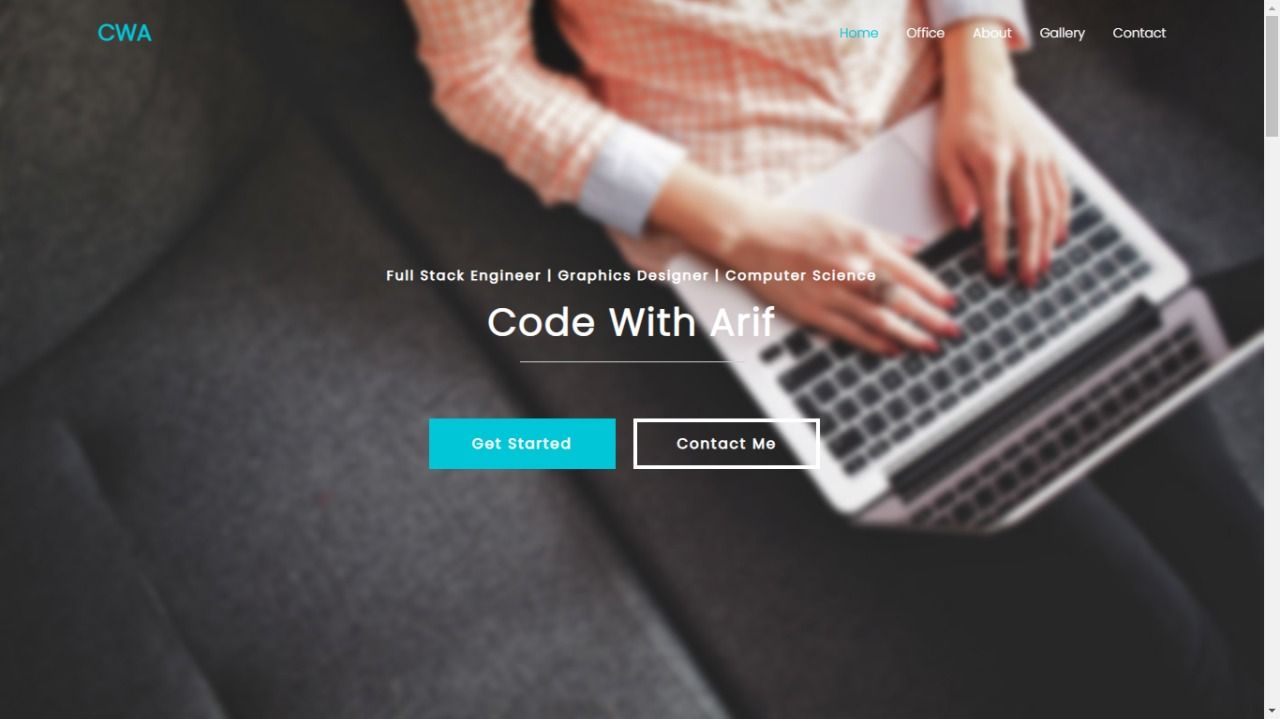 CWA
Home Office About Gallery Contact
Full Stack Engineer | Graphics Designer | Computer Science
Code With Arif
Get Started Contact Me